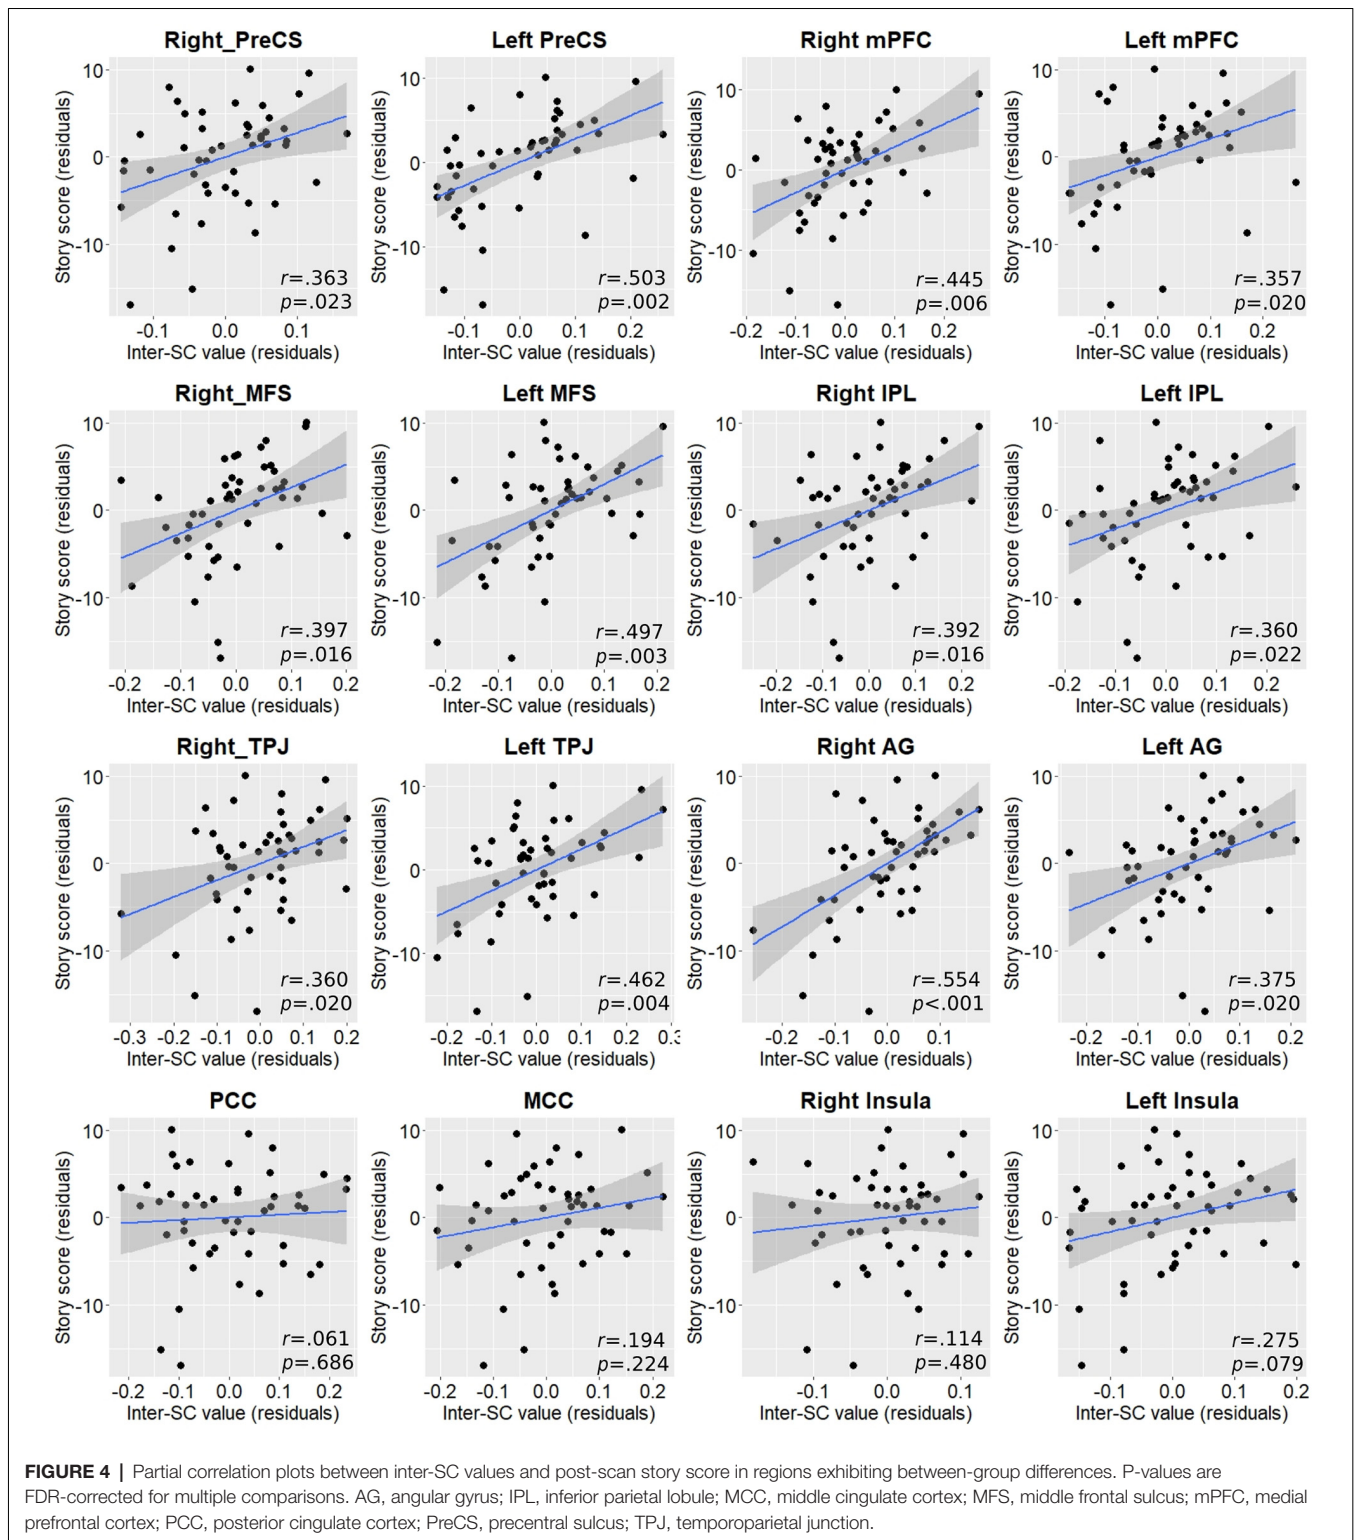 Right_PreCS
Story score (residuals)
10
0
-10
r=.363
p=.023
-0.1 0.0 0.1
Inter-SC value (residuals)
Left PreCS
Story score (residuals)
10
0
-10
r=.503
p=.002
-0.1 0.0 0.1 0.2
Inter-SC value (residuals)
Right mPFC
Story score (residuals)
10
0
-10
r=.445
p=.006
-0.2 -0.1 0.0 0.1 0.2
Inter-SC value (residuals)
Left mPFC
Story score (residuals)
10
0
-10
r=.357
p=.020
-0.1 0.0 0.1 0.2
Inter-SC value (residuals)
Right_MFS
Story score (residuals)
10
0
-10
r=.397
p=.016
-0.2 -0.1 0.0 0.1 0.2
Inter-SC value (residuals)
Left MFS
Story score (residuals)
10
0
-10
r=.497
p=.003
-0.2 -0.1 0.0 0.1 0.2
Inter-SC value (residuals)
Right IPL
Story score (residuals)
10
0
-10
r=.392
p=.016
-0.2 -0.1 0.0 0.1 0.2
Inter-SC value (residuals)
Left IPL
Story score (residuals)
10
0
-10
r=.360
p=.022
-0.2 -0.1 0.0 0.1 0.2
Inter-SC value (residuals)
Right_TPJ
Story score (residuals)
10
0
-10
r=.360
p=.020
-0.3 -0.2 -0.1 0.0 0.1 0.2
Inter-SC value (residuals)
Left TPJ
Story score (residuals)
10
0
-10
r=.462
p=.004
-0.2 -0.1 0.0 0.1 0.2 0.3
Inter-SC value (residuals)
Right AG
Story score (residuals)
10
0
-10
r=.554
p<.001
-0.2 -0.1 0.0 0.1
Inter-SC value (residuals)
Left AG
Story score (residuals)
10
0
-10
r=.375
p=.020
-0.2 -0.1 0.0 0.1 0.2
Inter-SC value (residuals)
PCC
Story score (residuals)
10
0
-10
r=.061
p=.686
-0.2 -0.1 0.0 0.1 0.2
Inter-SC value (residuals)
MCC
Story score (residuals)
10
0
-10
r=.194
p=.224
-0.2 -0.1 0.0 0.1 0.2
Inter-SC value (residuals)
Right Insula
Story score (residuals)
10
0
-10
r=.114
p=.480
-0.1 0.0 0.1
Inter-SC value (residuals)
Left Insula
Story score (residuals)
10
0
-10
r=.275
p=.079
-0.1 0.0 0.1 0.2
Inter-SC value (residuals)
FIGURE 4 | Partial correlation plots between inter-SC values and post-scan story score in regions exhibiting between-group differences. P-values are
FDR-corrected for multiple comparisons. AG, angular gyrus; IPL, inferior parietal lobule; MCC, middle cingulate cortex; MFS, middle frontal sulcus; mPFC, medial
prefrontal cortex; PCC, posterior cingulate cortex; PreCS, precentral sulcus; TPJ, temporoparietal junction.